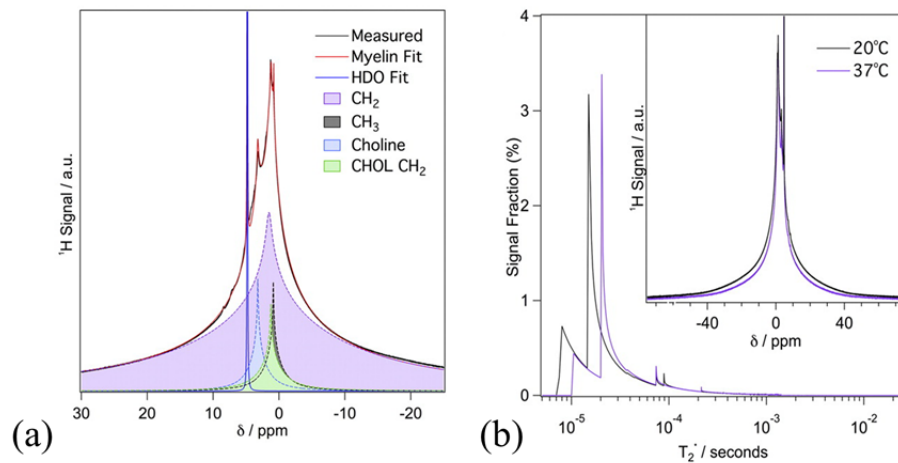 Measured
Myelin Fit
HDO Fit
CH₂
CH₃
Choline
CHOL CH₂
¹H Signal / a.u.
30 20 10 0 -10 -20
δ / ppm
(a)
4
3
2
1
0
Signal Fraction (%)
20°C
37°C
¹H Signal / a.u.
-40 0 40
δ / ppm
10⁻⁵ 10⁻⁴ 10⁻³ 10⁻²
T₂* / seconds
(b)